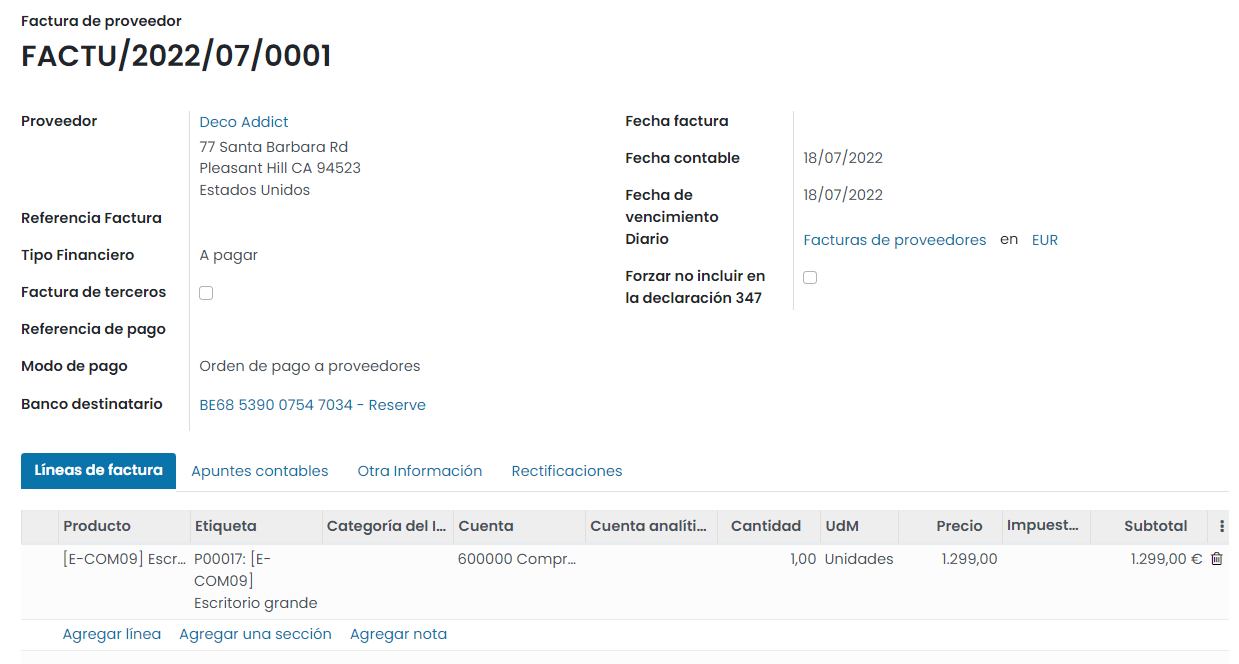 Factura de proveedor
FACTU/2022/07/0001
Proveedor
Deco Addict
77 Santa Barbara Rd
Pleasant Hill CA 94523
Estados Unidos
Referencia Factura
Tipo Financiero A pagar
Factura de terceros
Referencia de pago
Modo de pago Orden de pago a proveedores
Banco destinatario BE68 5390 0754 7034 - Reserve
Fecha factura
Fecha contable 18/07/2022
Fecha de 18/07/2022
vencimiento
Diario Facturas de proveedores en EUR
Forzar no incluir en
la declaración 347
Líneas de factura Apuntes contables Otra Información Rectificaciones
Producto Etiqueta Categoría del I... Cuenta Cuenta analíti... Cantidad UdM Precio Impuest... Subtotal
[E-COM09] Escr... P00017: [E- 600000 Compr... 1,00 Unidades 1.299,00 1.299,00 €
COM09]
Escritorio grande
Agregar línea Agregar una sección Agregar nota